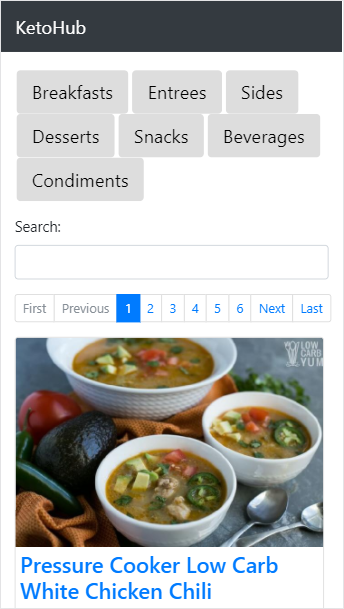 KetoHub
Breakfasts Entrees Sides
Desserts Snacks Beverages
Condiments
Search:
First Previous 1 2 3 4 5 6 Next Last
LOW
CARB
YUM
Pressure Cooker Low Carb
White Chicken Chili